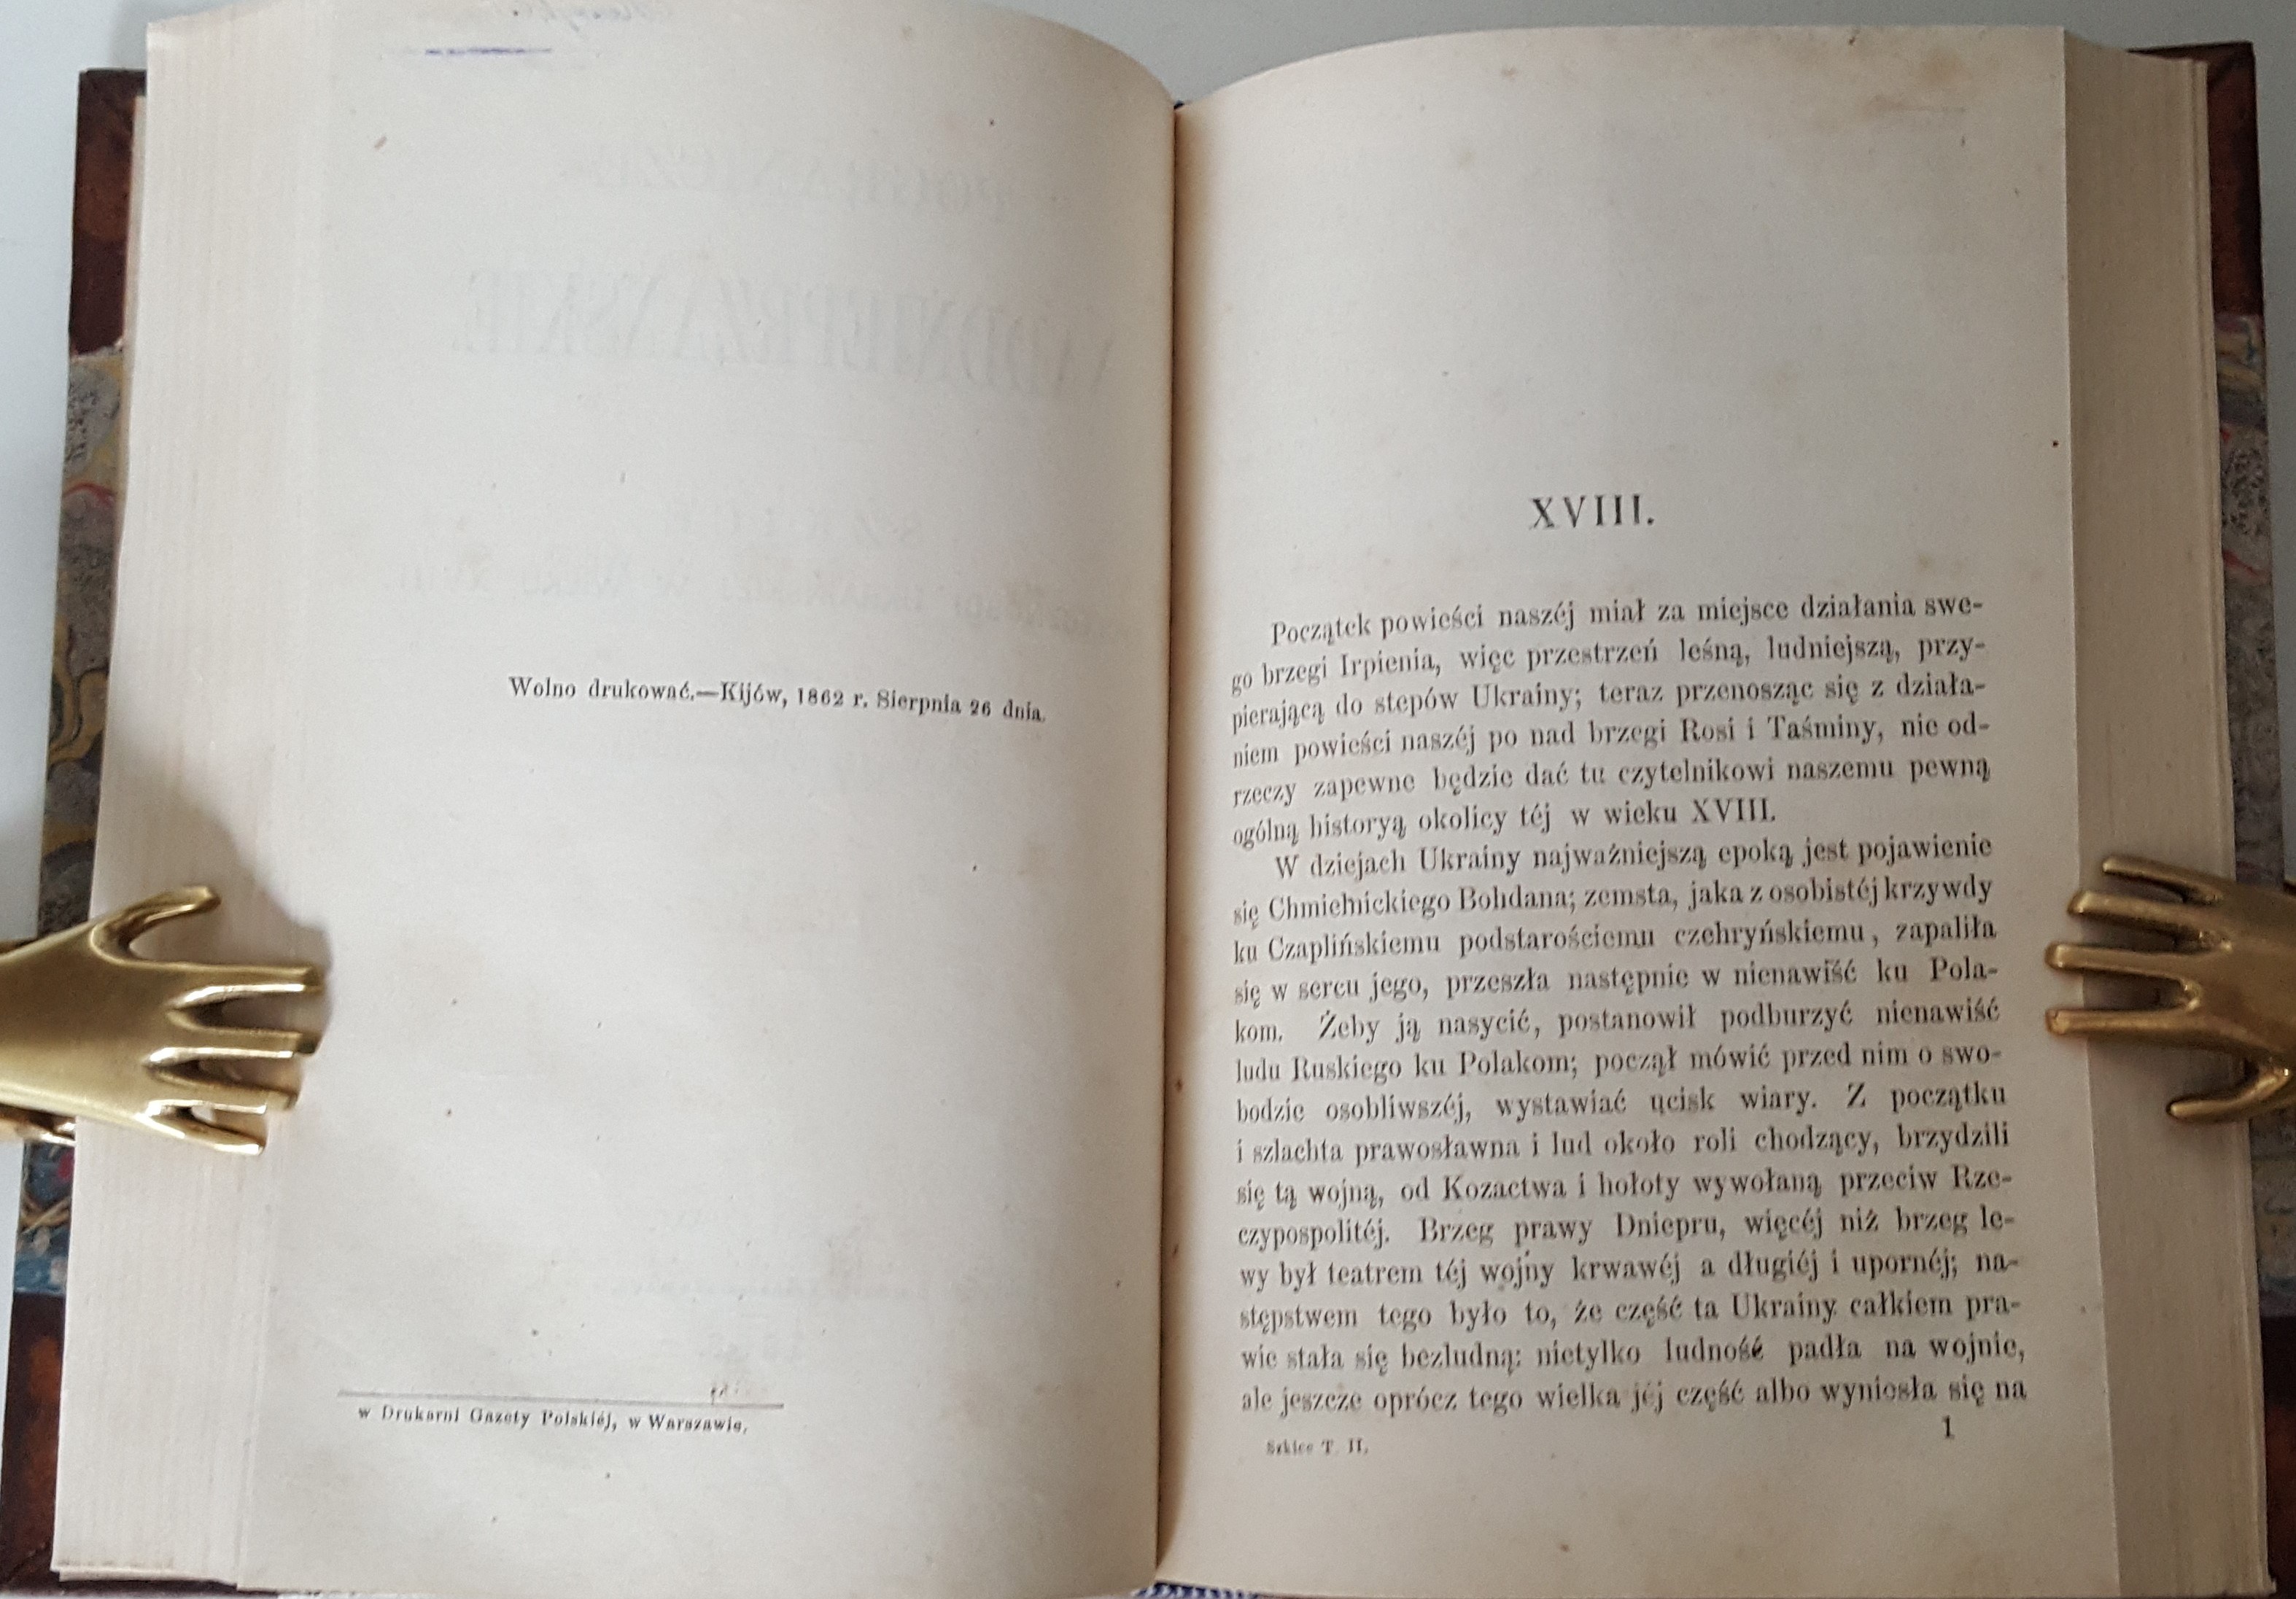 Wolno drukować.—Kijów, 1862 r. Sierpnia 26 dnia.
w Drukarni Gazety Polskiéj, w Warszawie.
XVIII.
Początek powieści naszéj miał za miejsce działania swe-
go brzegi Irpienia, więc przestrzeń leśną, ludniejszą, przy-
pierającą do stepów Ukrainy; teraz przenosząc się z działa-
niem powieści naszéj po nad brzegi Rosi i Taśminy, nie od-
rzeczy zapewne będzie dać tu czytelnikowi naszemu pewną
ogólną historyą okolicy téj w wieku XVIII.
W dziejach Ukrainy najważniejszą epoką jest pojawienie
się Chmielnickiego Bohdana; zemsta, jaka z osobistéj krzywdy
ku Czaplińskiemu podstarościemu czehryńskiemu, zapaliła
się w sercu jego, przeszła następnie w nienawiść ku Pola-
kom. Żeby ją nasycić, postanowił podburzyć nienawiść
ludu Ruskiego ku Polakom; począł mówić przed nim o swo-
bodzie osobliwszéj, wystawiać ucisk wiary. Z początku
i szlachta prawosławna i lud około roli chodzący, brzydzili
się tą wojną, od Kozactwa i hołoty wywołaną przeciw Rze-
czypospolitéj. Brzeg prawy Dniepru, więcéj niż brzeg le-
wy był teatrem téj wojny krwawéj a długiéj i upornéj; na-
stępstwem tego było to, że część ta Ukrainy całkiem pra-
wie stała się bezludną: nietylko ludność padła na wojnie,
ale jeszcze oprócz tego wielka jéj część albo wyniosła się na
Szkice T. II.
1